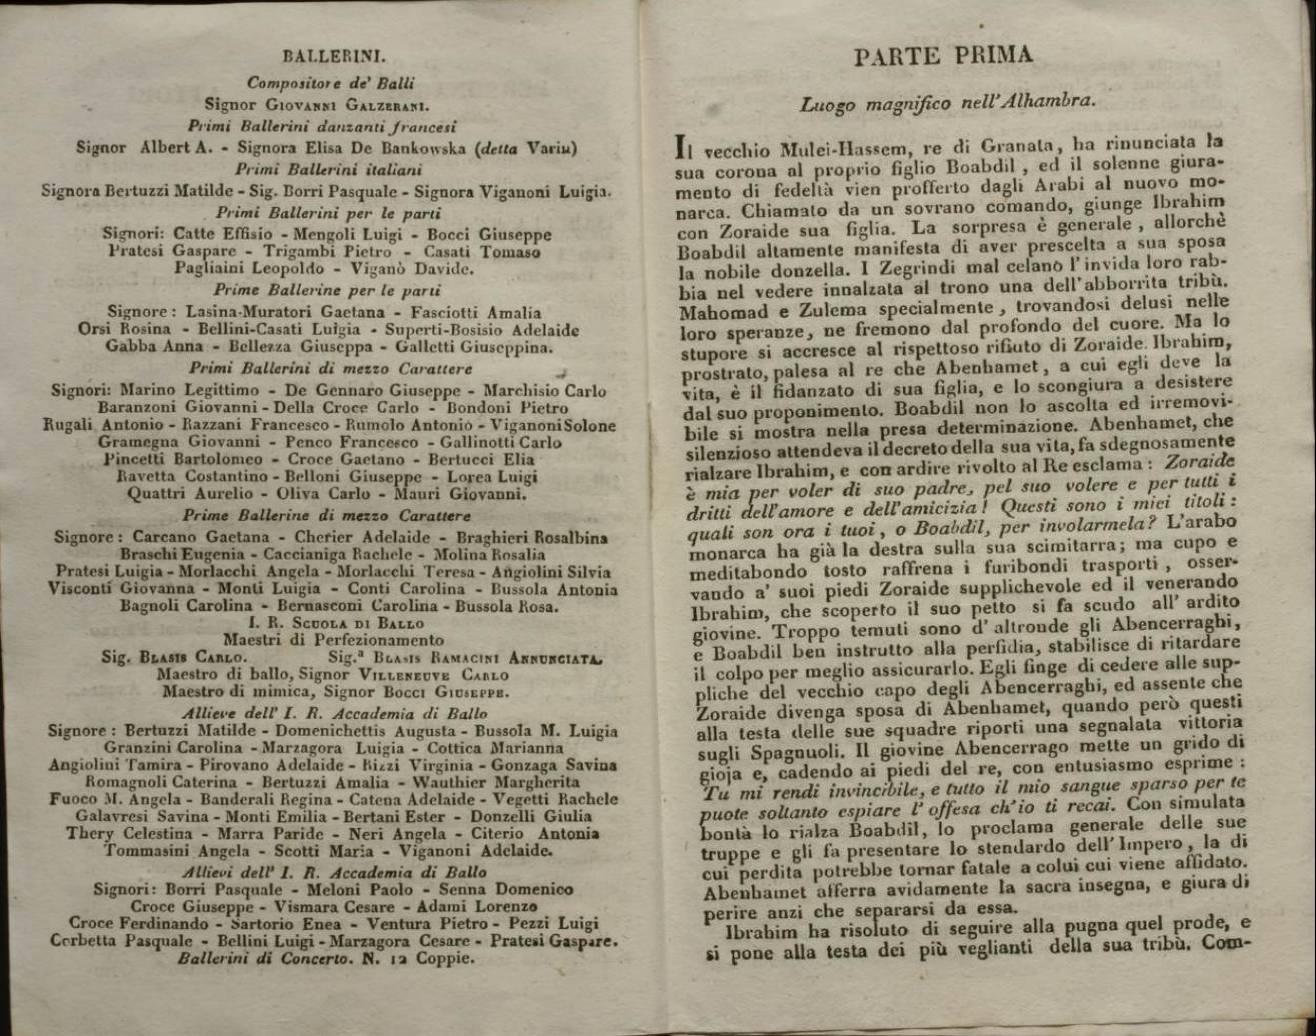 BALLERINI.
Compositore de' Balli
Signor GIOVANNI GALZERANI.
Primi Ballerini danzanti francesi
Signor Albert A. - Signora Elisa De Bankowska (detta Variu)
Primi Ballerini italiani
Signora Bertuzzi Matilde - Sig. Borri Pasquale - Signora Viganoni Luigia.
Primi Ballerini per le parti
Signori: Catte Effisio - Mengoli Luigi - Bocci Giuseppe
Pratesi Gaspare - Trigambi Pietro - Casati Tomaso
Pagliaini Leopoldo - Viganò Davide.
Prime Ballerine per le parti
Signore: Lasina-Muratori Gaetana - Fasciotti Amalia
Orsi Rosina - Bellini-Casati Luigia - Superti-Bosisio Adelaide
Gabba Anna - Bellezza Giuseppa - Galletti Giuseppina.
Primi Ballerini di mezzo Carattere
Signori: Marino Legittimo - De Gennaro Giuseppe - Marchisio Carlo
Baranzoni Giovanni - Della Croce Carlo - Bondoni Pietro
Rugali Antonio - Razzani Francesco - Rumolo Antonio - Viganoni Solone
Gramegna Giovanni - Penco Francesco - Gallinotti Carlo
Pincetti Bartolomeo - Croce Gaetano - Bertucci Elia
Ravetta Costantino - Belloni Giuseppe - Lorea Luigi
Quattri Aurelio - Oliva Carlo - Mauri Giovanni.
Prime Ballerine di mezzo Carattere
Signore: Carcano Gaetana - Cherier Adelaide - Braghieri Rosalbina
Braschi Eugenia - Caccianiga Rachele - Molina Rosalia
Pratesi Luigia - Morlacchi Angela - Morlacchi Teresa - Angiolini Silvia
Visconti Giovanna - Monti Luigia - Conti Carolina - Bussola Antonia
Bagnoli Carolina - Bernasconi Carolina - Bussola Rosa.
I. R. SCUOLA DI BALLO
Maestri di Perfezionamento
Sig. BLASIS CARLO. Sig.ª BLASIS RAMACINI ANNUNCIATA.
Maestro di ballo, Signor VILLENEUVE CARLO
Maestro di mimica, Signor BOCCI GIUSEPPE.
Allieve dell' I. R. Accademia di Ballo
Signore: Bertuzzi Matilde - Domenichettis Augusta - Bussola M. Luigia
Granzini Carolina - Marzagora Luigia - Cottica Marianna
Angiolini Tamira - Pirovano Adelaide - Rizzi Virginia - Gonzaga Savina
Romagnoli Caterina - Bertuzzi Amalia - Wauthier Margherita
Fuoco M. Angela - Banderali Regina - Catena Adelaide - Vegetti Rachele
Galavresi Savina - Monti Emilia - Bertani Ester - Donzelli Giulia
Thery Celestina - Marra Paride - Neri Angela - Citerio Antonia
Tommasini Angela - Scotti Maria - Viganoni Adelaide.
Allievi dell' I. R. Accademia di Ballo
Signori: Borri Pasquale - Meloni Paolo - Senna Domenico
Croce Giuseppe - Vismara Cesare - Adami Lorenzo
Croce Ferdinando - Sartorio Enea - Ventura Pietro - Pezzi Luigi
Corbetta Pasquale - Bellini Luigi - Marzagora Cesare - Pratesi Gaspare.
Ballerini di Concerto. N. 12 Coppie.
PARTE PRIMA
Luogo magnifico nell'Alhambra.
Il vecchio Mulei-Hassem, re di Granata, ha rinunciata la
sua corona al proprio figlio Boabdil, ed il solenne giura-
mento di fedeltà vien profferto dagli Arabi al nuovo mo-
narca. Chiamato da un sovrano comando, giunge Ibrahim
con Zoraide sua figlia. La sorpresa è generale, allorchè
Boabdil altamente manifesta di aver prescelta a sua sposa
la nobile donzella. I Zegrindi mal celano l'invida loro rab-
bia nel vedere innalzata al trono una dell'abborrita tribù.
Mahomad e Zulema specialmente, trovandosi delusi nelle
loro speranze, ne fremono dal profondo del cuore. Ma lo
stupore si accresce al rispettoso rifiuto di Zoraide. Ibrahim,
prostrato, palesa al re che Abenhamet, a cui egli deve la
vita, è il fidanzato di sua figlia, e lo scongiura a desistere
dal suo proponimento. Boabdil non lo ascolta ed irremovi-
bile si mostra nella presa determinazione. Abenhamet, che
silenzioso attendeva il decreto della sua vita, fa sdegnosamente
rialzare Ibrahim, e con ardire rivolto al Re esclama: Zoraide
è mia per voler di suo padre, pel suo volere e per tutti i
dritti dell'amore e dell'amicizia! Questi sono i miei titoli:
quali son ora i tuoi, o Boabdil, per involarmela? L'arabo
monarca ha già la destra sulla sua scimitarra; ma cupo e
meditabondo tosto raffrena i furibondi trasporti, osser-
vando a' suoi piedi Zoraide supplichevole ed il venerando
Ibrahim, che scoperto il suo petto si fa scudo all' ardito
giovine. Troppo temuti sono d'altronde gli Abencerraghi,
e Boabdil ben instrutto alla perfidia, stabilisce di ritardare
il colpo per meglio assicurarlo. Egli finge di cedere alle sup-
pliche del vecchio capo degli Abencerraghi, ed assente che
Zoraide divenga sposa di Abenhamet, quando però questi
alla testa delle sue squadre riporti una segnalata vittoria
sugli Spagnuoli. Il giovine Abencerrago mette un grido di
gioja e, cadendo ai piedi del re, con entusiasmo esprime:
Tu mi rendi invincibile, e tutto il mio sangue sparso per te
puote soltanto espiare l' offesa ch'io ti recai. Con simulata
bontà lo rialza Boabdil, lo proclama generale delle sue
truppe e gli fa presentare lo stendardo dell'Impero, la di
cui perdita potrebbe tornar fatale a colui cui viene affidato.
Abenhamet afferra avidamente la sacra insegna, e giura di
perire anzi che separarsi da essa.
Ibrahim ha risoluto di seguire alla pugna quel prode, e
si pone alla testa dei più veglianti della sua tribù. Com-